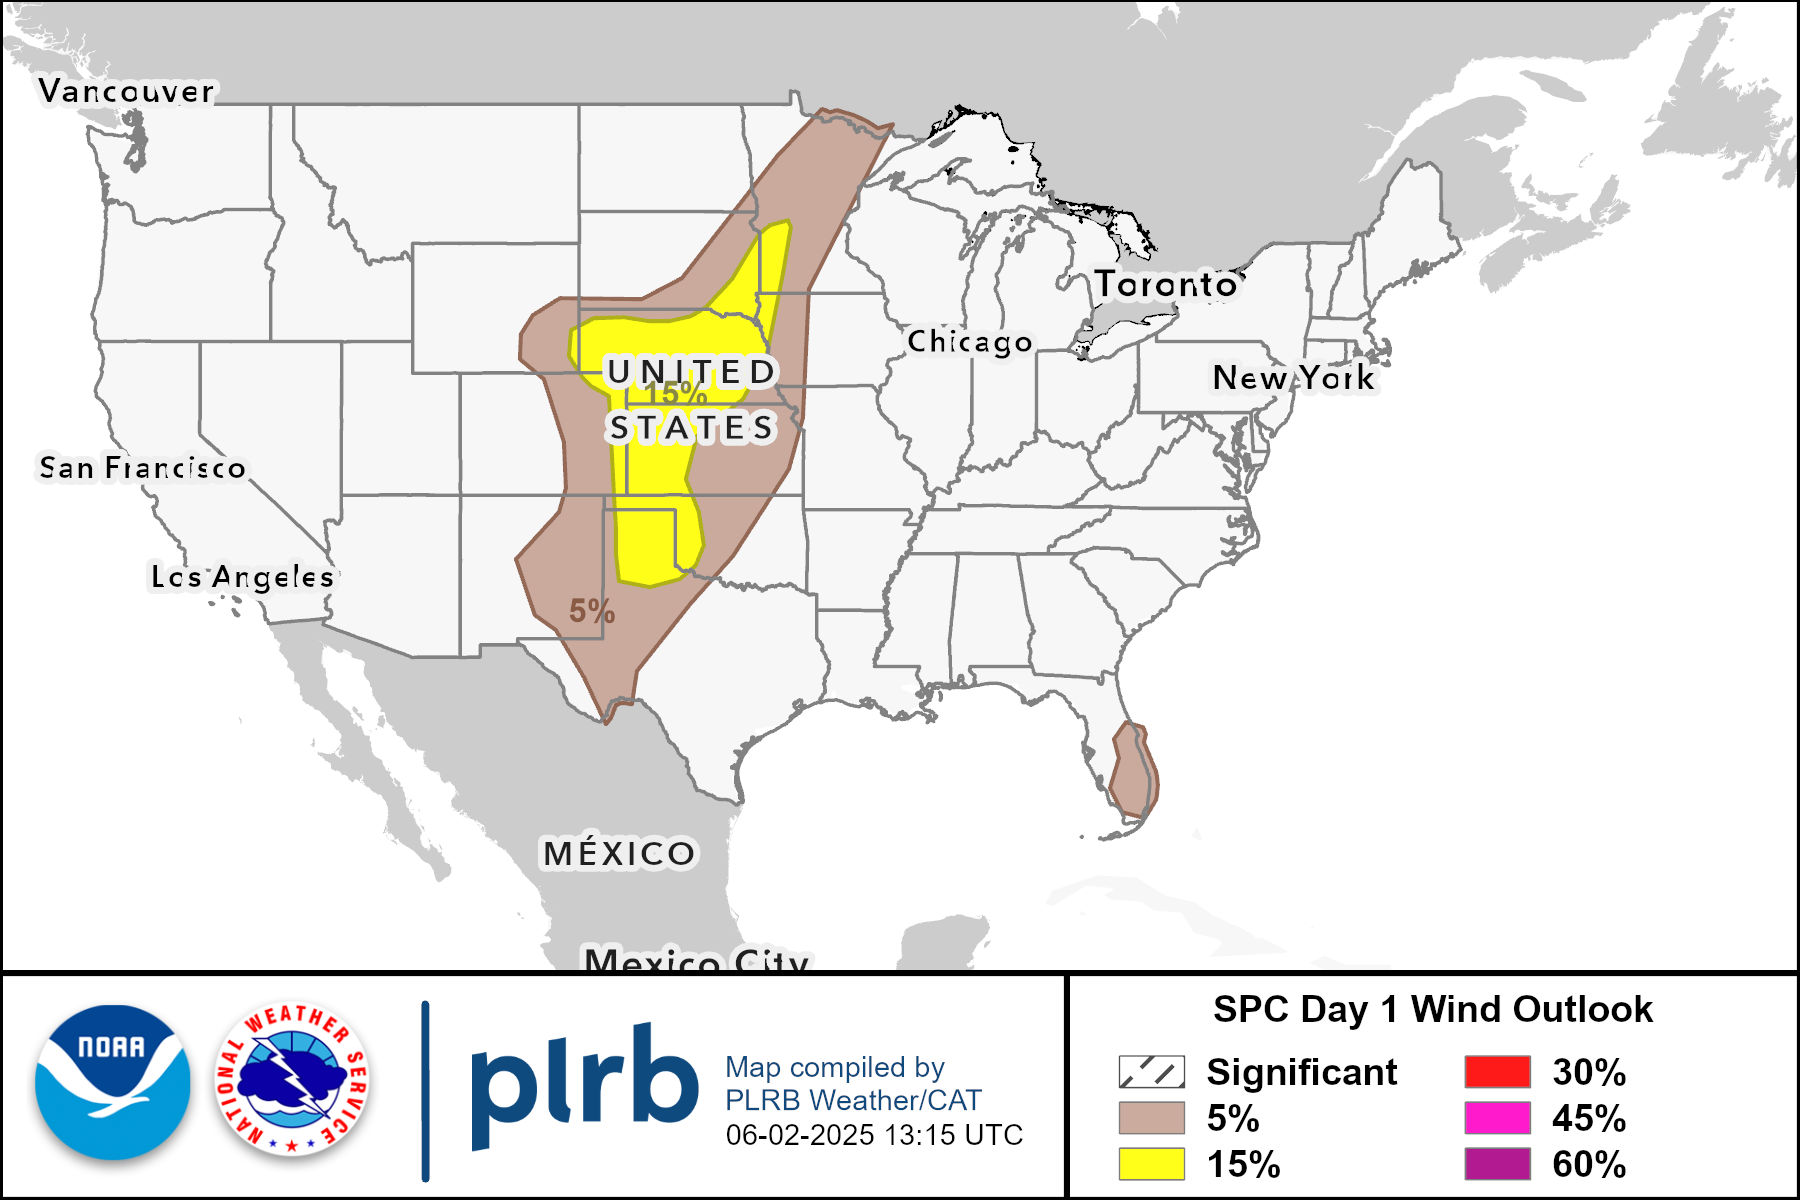 Vancouver
Toronto
Chicago
New York
UNITED
15%
STATES
San Francisco
Los Angeles
5%
MÉXICO
Mexico City
NOAA
NATIONAL WEATHER SERVICE
plrb
Map compiled by
PLRB Weather/CAT
06-02-2025 13:15 UTC
SPC Day 1 Wind Outlook
Significant
5%
15%
30%
45%
60%